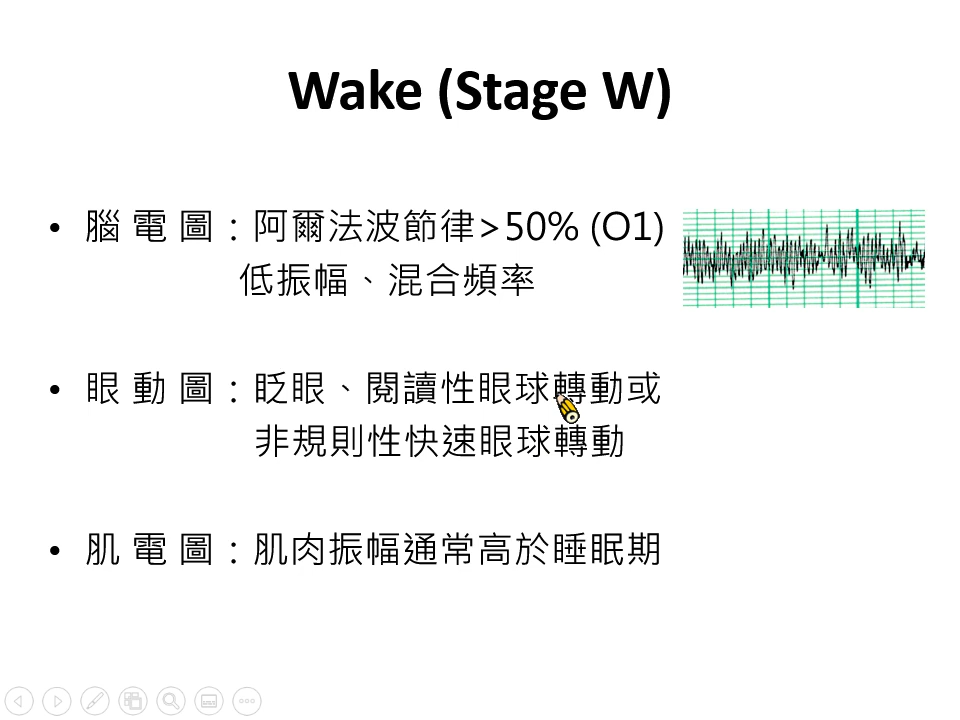 Wake (Stage W)
• 腦 電 圖：阿爾法波節律>50% (O1)
低振幅、混合頻率
• 眼 動 圖：眨眼、閱讀性眼球轉動或
非規則性快速眼球轉動
• 肌 電 圖：肌肉振幅通常高於睡眠期